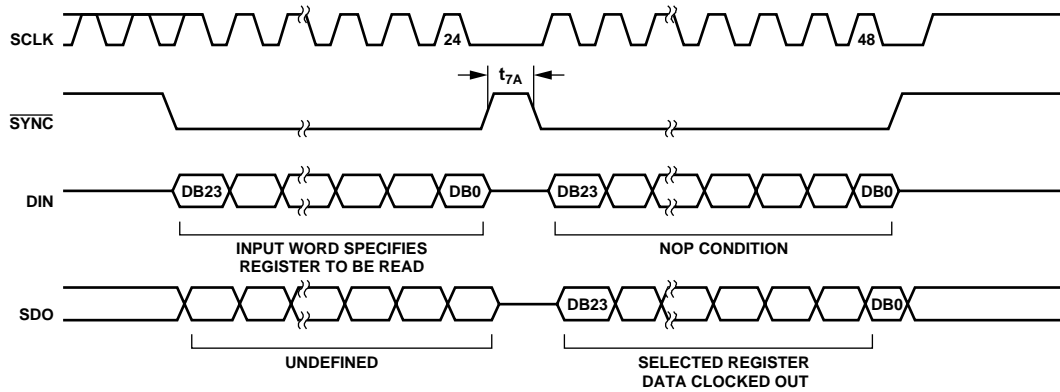 SCLK
24
48
t7A
SYNC
DIN
DB23
DB0
DB23
DB0
INPUT WORD SPECIFIES
REGISTER TO BE READ
NOP CONDITION
SDO
DB23
DB0
UNDEFINED
SELECTED REGISTER
DATA CLOCKED OUT